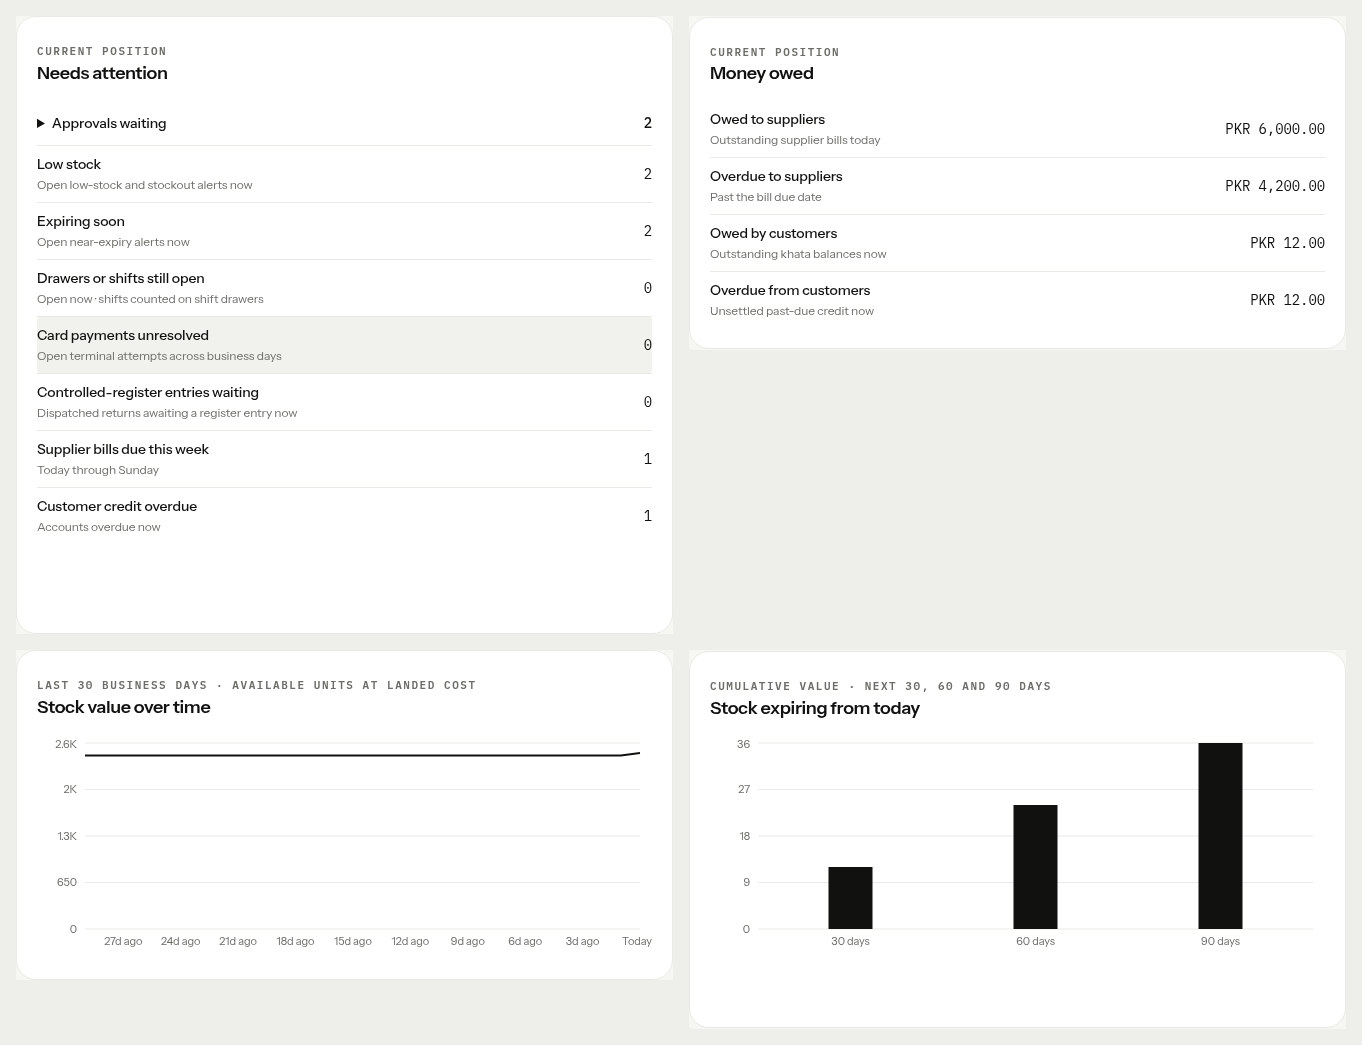 CURRENT POSITION
Needs attention
Approvals waiting
2
Low stock
Open low-stock and stockout alerts now
2
Expiring soon
Open near-expiry alerts now
2
Drawers or shifts still open
Open now · shifts counted on shift drawers
0
Card payments unresolved
Open terminal attempts across business days
0
Controlled-register entries waiting
Dispatched returns awaiting a register entry now
0
Supplier bills due this week
Today through Sunday
1
Customer credit overdue
Accounts overdue now
1
CURRENT POSITION
Money owed
Owed to suppliers
Outstanding supplier bills today
PKR 6,000.00
Overdue to suppliers
Past the bill due date
PKR 4,200.00
Owed by customers
Outstanding khata balances now
PKR 12.00
Overdue from customers
Unsettled past-due credit now
PKR 12.00
LAST 30 BUSINESS DAYS · AVAILABLE UNITS AT LANDED COST
Stock value over time
2.6K
2K
1.3K
650
0
27d ago 24d ago 21d ago 18d ago 15d ago 12d ago 9d ago 6d ago 3d ago Today
CUMULATIVE VALUE · NEXT 30, 60 AND 90 DAYS
Stock expiring from today
36
27
18
9
0
30 days 60 days 90 days